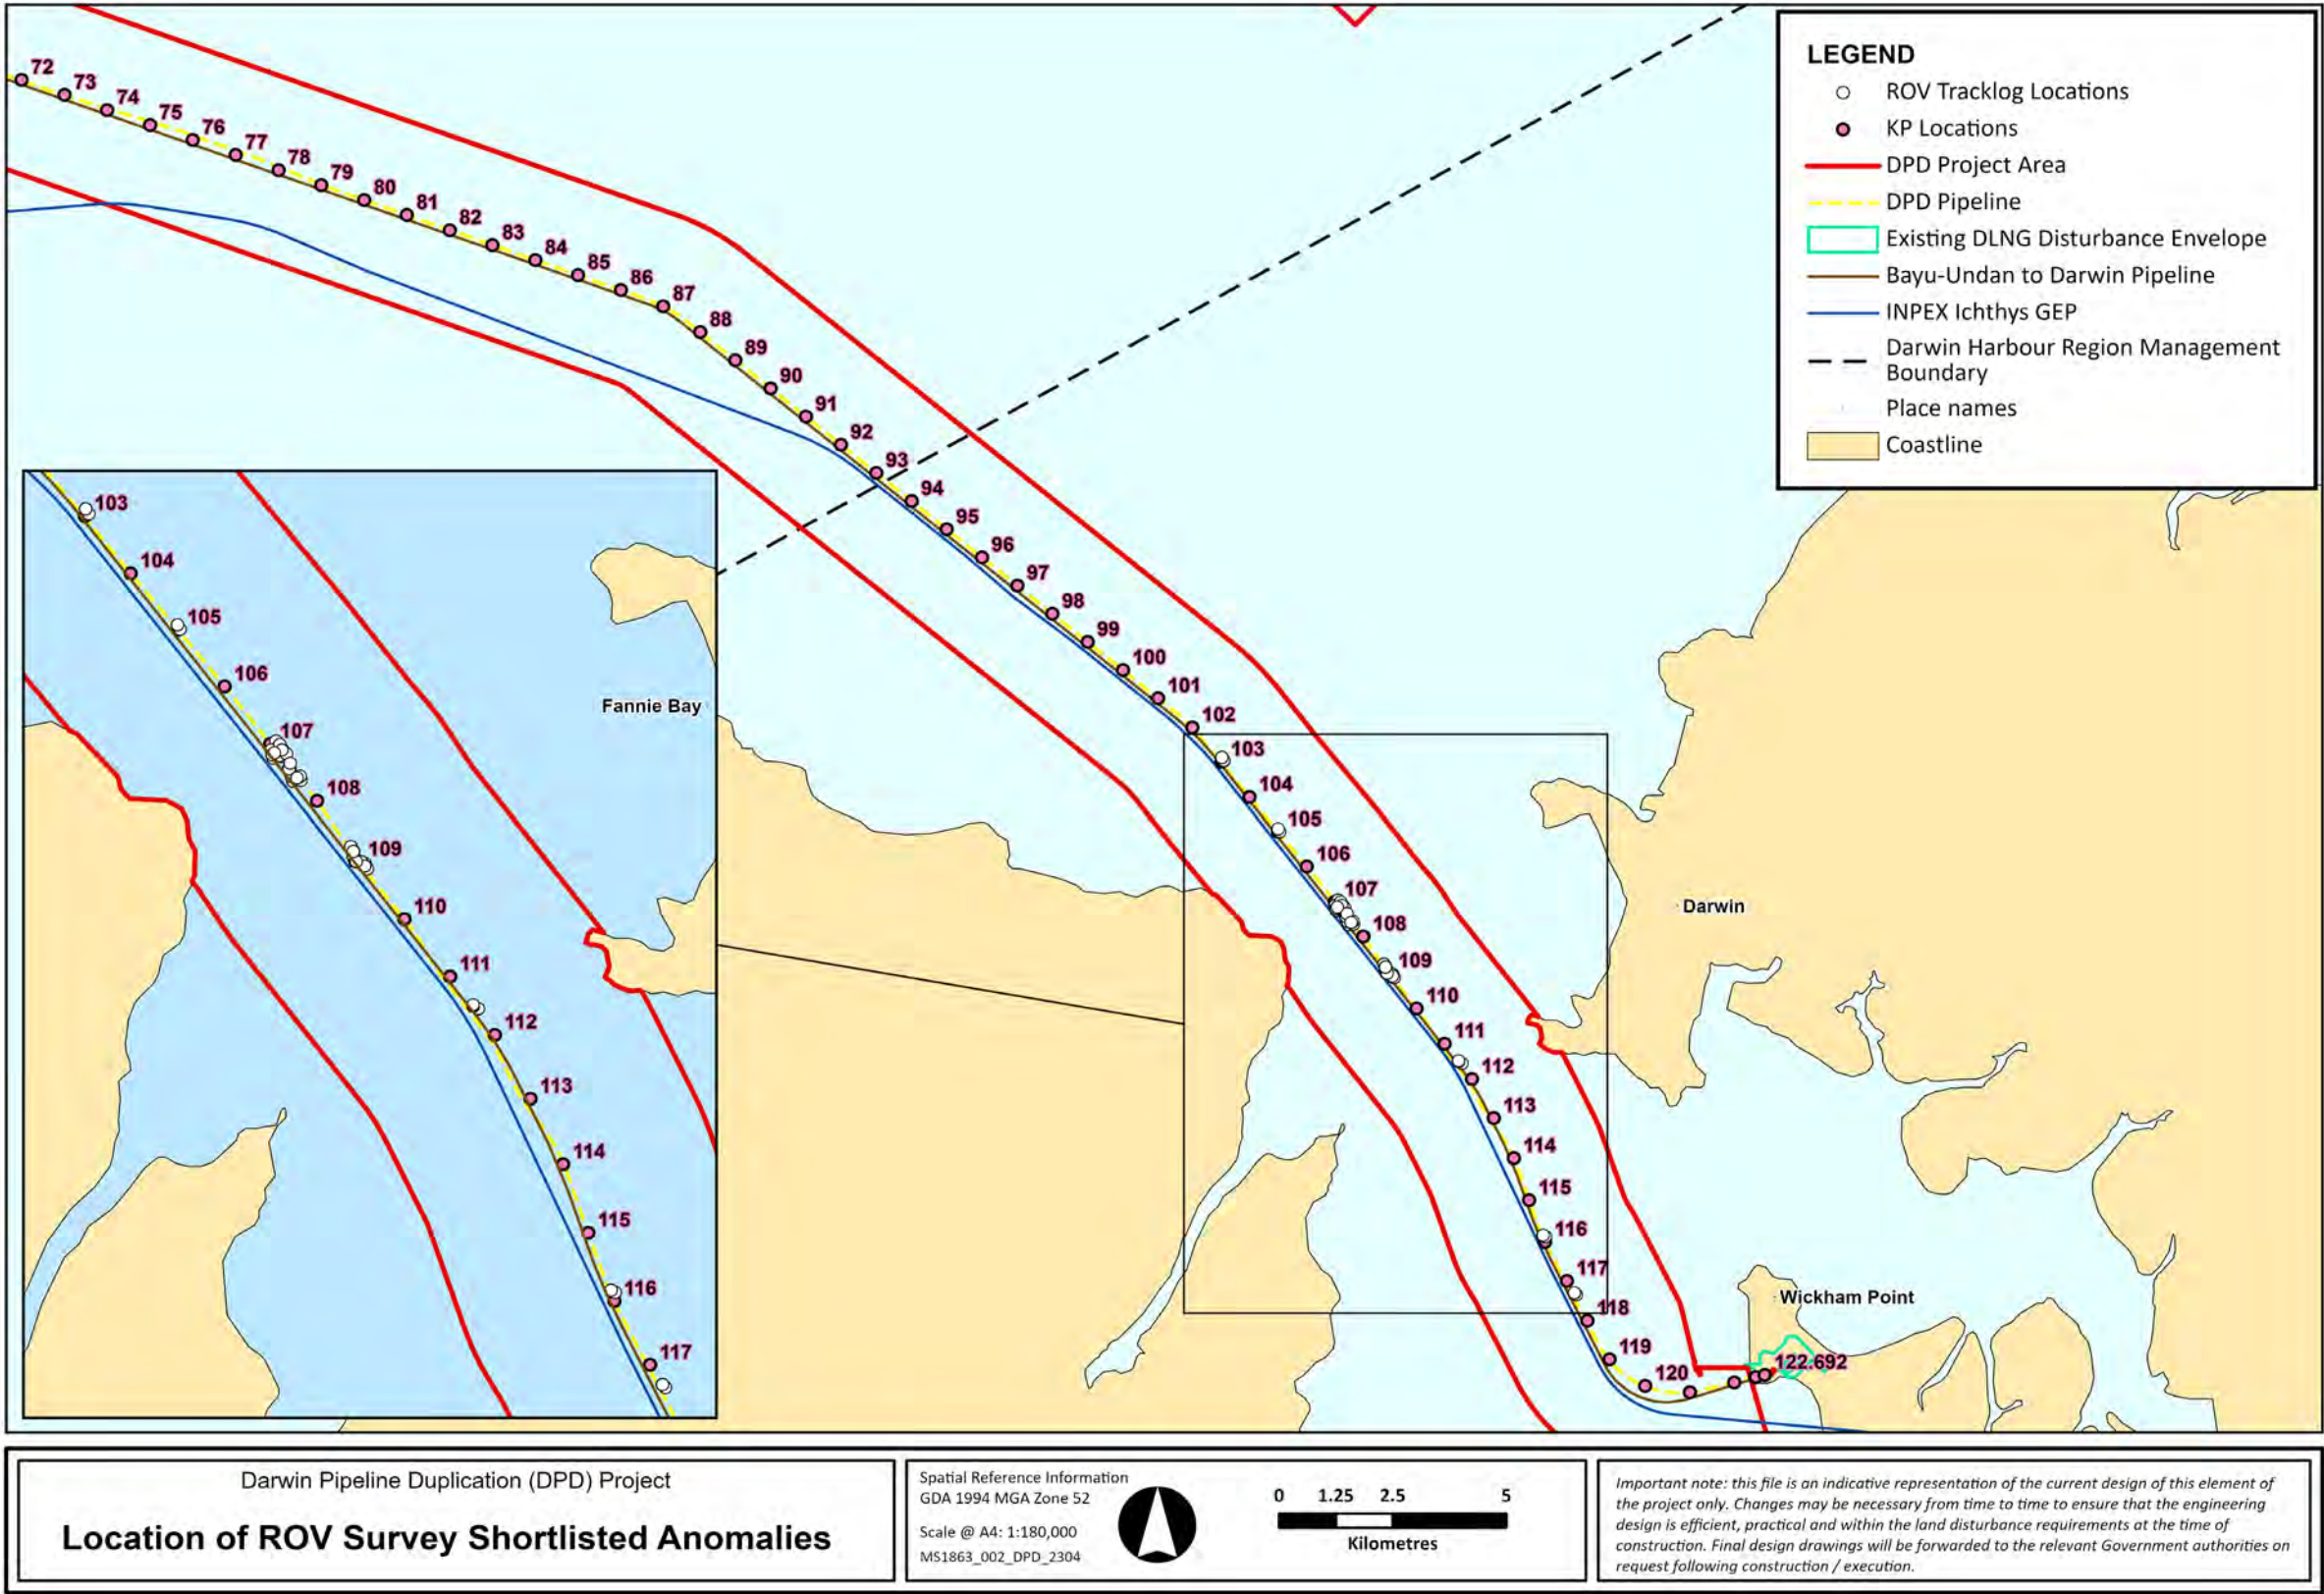 72
73
74
75
76
77
78
79
80
81
82
83
84
85
86
87
88
89
90
91
92
93
94
95
96
97
98
99
100
101
102
103
104
105
106
107
108
109
110
111
112
113
114
115
116
117
118
119
120
122.692
Darwin
Wickham Point
LEGEND
ROV Tracklog Locations
KP Locations
DPD Project Area
DPD Pipeline
Existing DLNG Disturbance Envelope
Bayu-Undan to Darwin Pipeline
INPEX Ichthys GEP
Darwin Harbour Region Management
Boundary
Place names
Coastline
103
104
105
106
107
108
109
110
111
112
113
114
115
116
117
Fannie Bay
Darwin Pipeline Duplication (DPD) Project
Location of ROV Survey Shortlisted Anomalies
Spatial Reference Information
GDA 1994 MGA Zone 52
Scale @ A4: 1:180,000
MS1863_002_DPD_2304
0 1.25 2.5 5
Kilometres
Important note: this file is an indicative representation of the current design of this element of
the project only. Changes may be necessary from time to time to ensure that the engineering
design is efficient, practical and within the land disturbance requirements at the time of
construction. Final design drawings will be forwarded to the relevant Government authorities on
request following construction / execution.